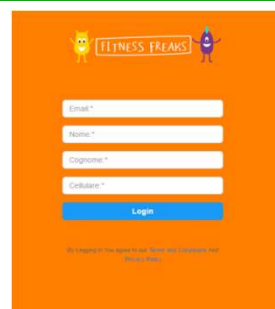 FITNESS FREAKS
Email:*
Nome:*
Cognome:*
Cellulare:*
Login
By Logging in You Agree to our Terms and Conditions And
Privacy Policy